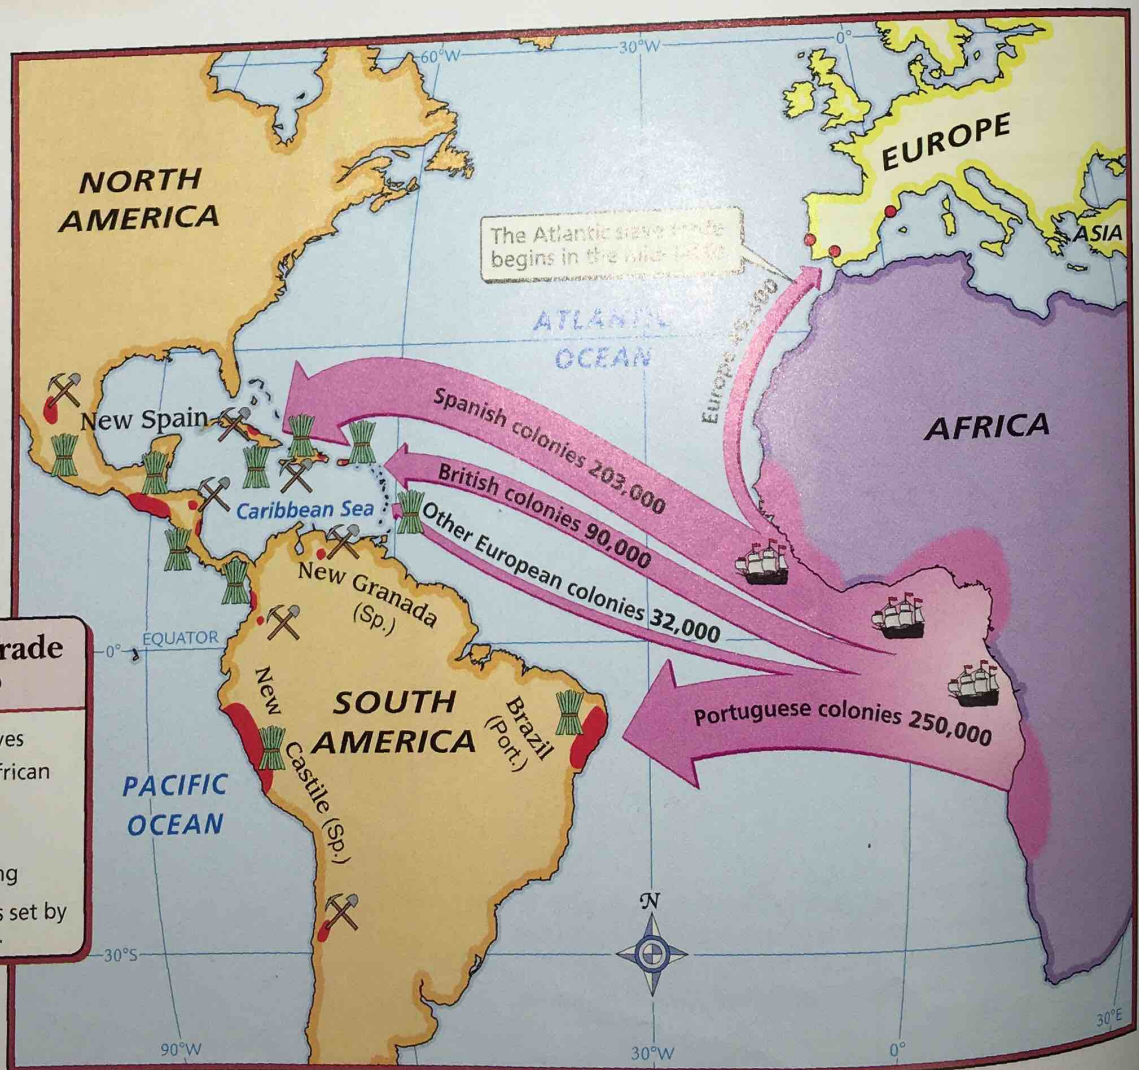 60°W
30°W
0°
NORTH
AMERICA
EUROPE
ASIA
The Atlantic slave trade
begins in the
ATLANTIC
OCEAN
Europe
AFRICA
Spanish colonies 203,000
New Spain
British colonies 90,000
Caribbean Sea
Other European colonies 32,000
New Granada
(Sp.)
EQUATOR
0°
rade
New
Castile (Sp.)
SOUTH
AMERICA
Brazil
(Port.)
Portuguese colonies 250,000
ves
frican
ng
s set by
PACIFIC
OCEAN
N
30°S
90°W
30°W
0°
30°E